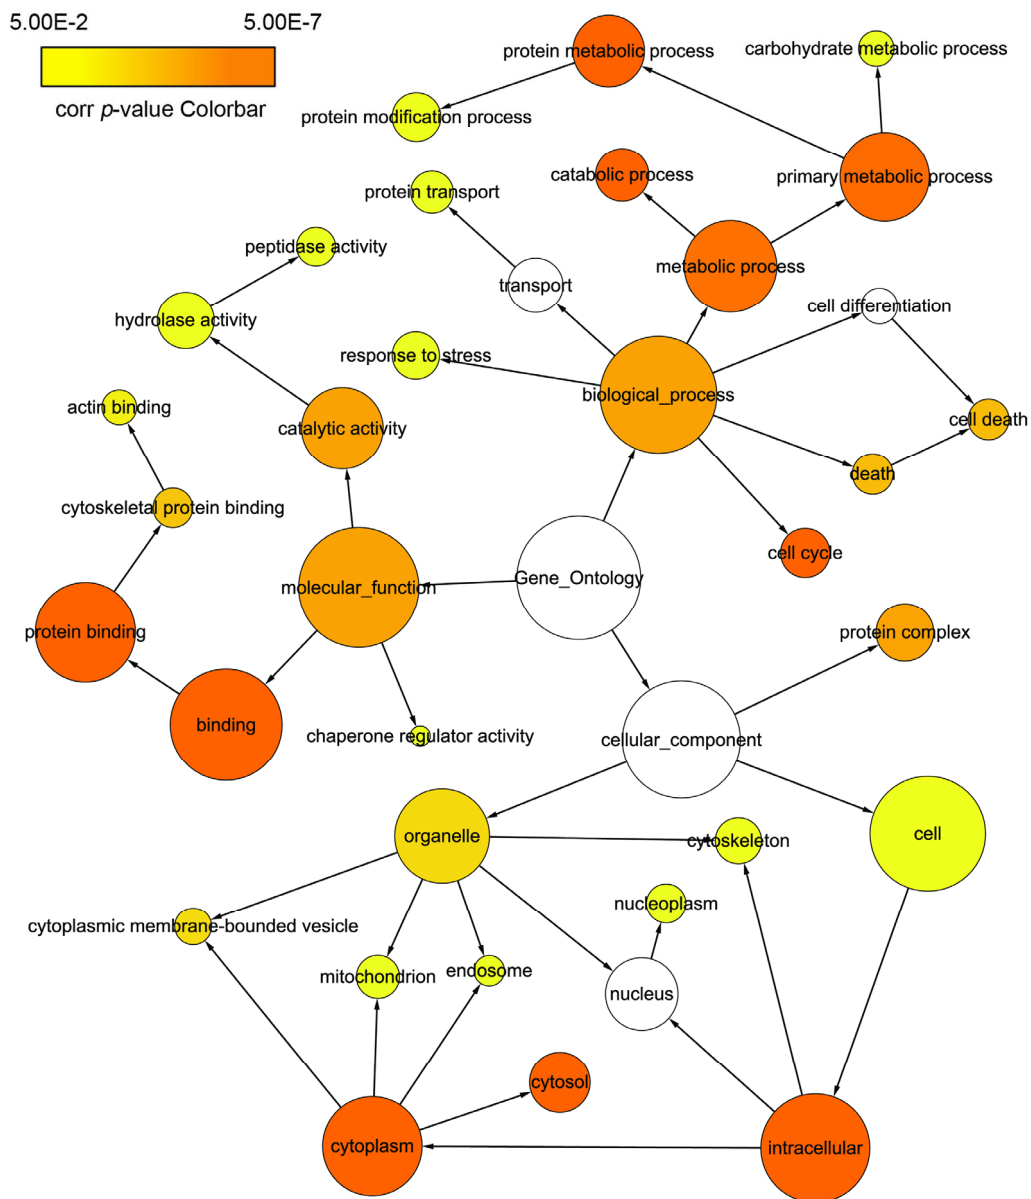 5.00E-2 5.00E-7
corr p-value Colorbar
protein metabolic process
carbohydrate metabolic process
protein modification process
catabolic process
primary metabolic process
protein transport
peptidase activity
metabolic process
transport
cell differentiation
hydrolase activity
response to stress
biological_process
actin binding
catalytic activity
cell death
death
cytoskeletal protein binding
cell cycle
Gene_Ontology
molecular_function
protein binding
protein complex
binding
chaperone regulator activity
cellular_component
organelle
cytoskeleton
cell
nucleoplasm
cytoplasmic membrane-bounded vesicle
mitochondrion
endosome
nucleus
cytosol
cytoplasm
intracellular